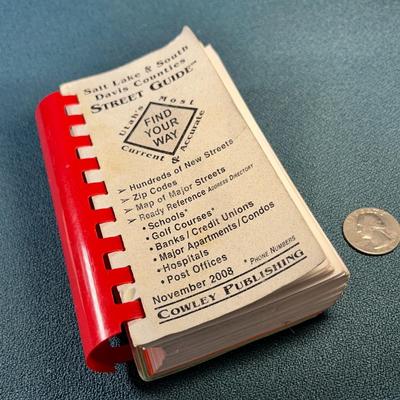 Salt Lake & South
Davis Counties
STREET GUIDE™
Utah's Most
FIND
YOUR
WAY
Current & Accurate
➤ Hundreds of New Streets
➤ Zip Codes
➤ Map of Major Streets
➤ Ready Reference ADDRESS DIRECTORY
•Schools*
•Golf Courses*
•Banks/Credit Unions
•Major Apartments/Condos
•Hospitals
•Post Offices
* PHONE NUMBERS
November 2008
COWLEY PUBLISHING